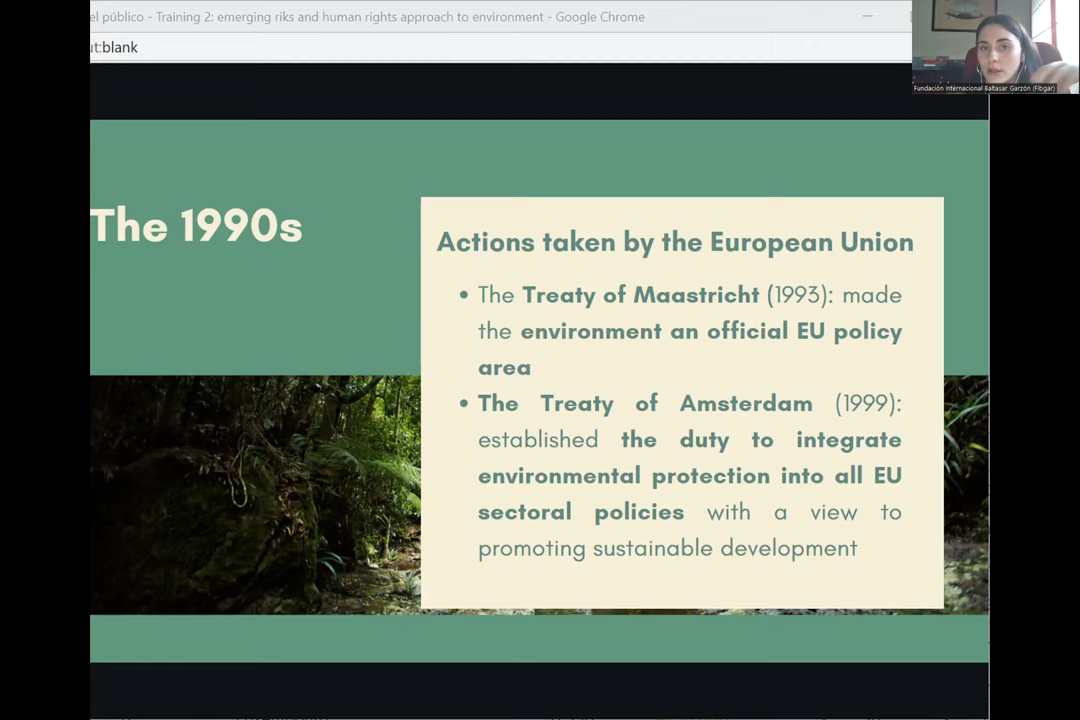 el público - Training 2: emerging riks and human rights approach to environment - Google Chrome
ut:blank
Fundación Internacional Baltasar Garzón (Fibgar)
The 1990s
Actions taken by the European Union
• The Treaty of Maastricht (1993): made
the environment an official EU policy
area
• The Treaty of Amsterdam (1999):
established the duty to integrate
environmental protection into all EU
sectoral policies with a view to
promoting sustainable development